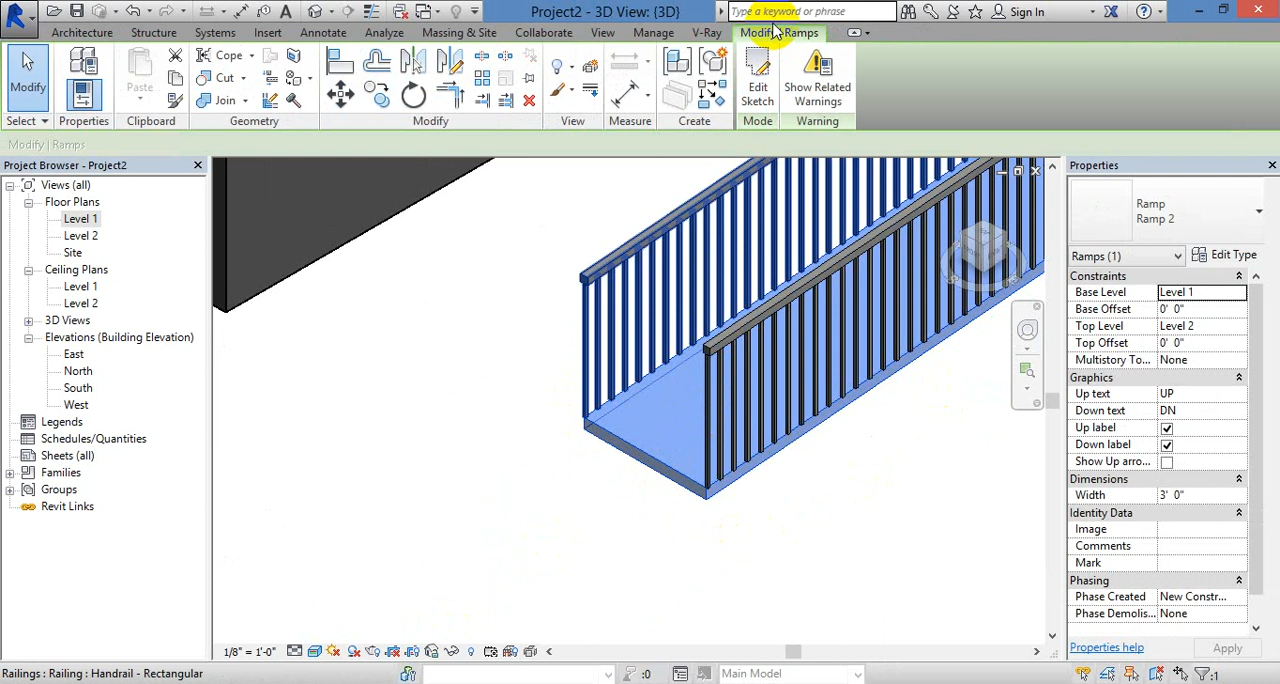 Project2 - 3D View: {3D}
Type a keyword or phrase
Sign In
Architecture
Structure
Systems
Insert
Annotate
Analyze
Massing & Site
Collaborate
View
Manage
V-Ray
Modify | Ramps
Modify
Paste
Cope
Cut
Join
Edit Sketch
Show Related Warnings
Select
Properties
Clipboard
Geometry
Modify
View
Measure
Create
Mode
Warning
Modify | Ramps
Project Browser - Project2
Views (all)
Floor Plans
Level 1
Level 2
Site
Ceiling Plans
Level 1
Level 2
3D Views
Elevations (Building Elevation)
East
North
South
West
Legends
Schedules/Quantities
Sheets (all)
Families
Groups
Revit Links
Properties
Ramp
Ramp 2
Ramps (1)
Edit Type
Constraints
Base Level Level 1
Base Offset 0' 0"
Top Level Level 2
Top Offset 0' 0"
Multistory To... None
Graphics
Up text UP
Down text DN
Up label
Down label
Show Up arro...
Dimensions
Width 3' 0"
Identity Data
Image
Comments
Mark
Phasing
Phase Created New Constr...
Phase Demolis... None
Properties help
Apply
1/8" = 1'-0"
Railings : Railing : Handrail - Rectangular
:0
Main Model
:1